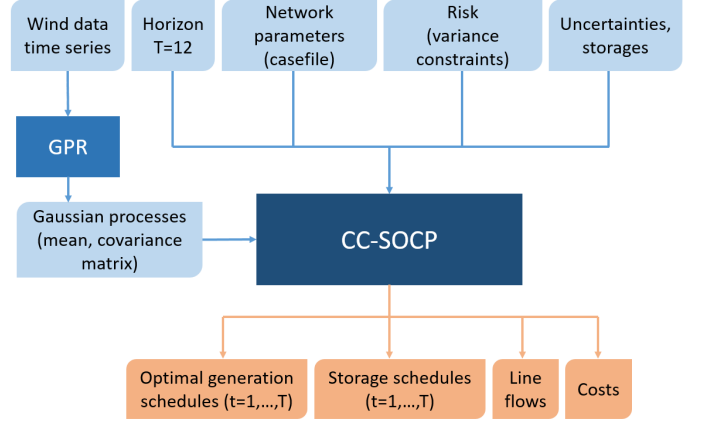 Wind data
time series
Horizon
T=12
Network
parameters
(casefile)
Risk
(variance
constraints)
Uncertainties,
storages
GPR
Gaussian processes
(mean, covariance
matrix)
CC-SOCP
Optimal generation
schedules (t=1,...,T)
Storage schedules
(t=1,...,T)
Line
flows
Costs